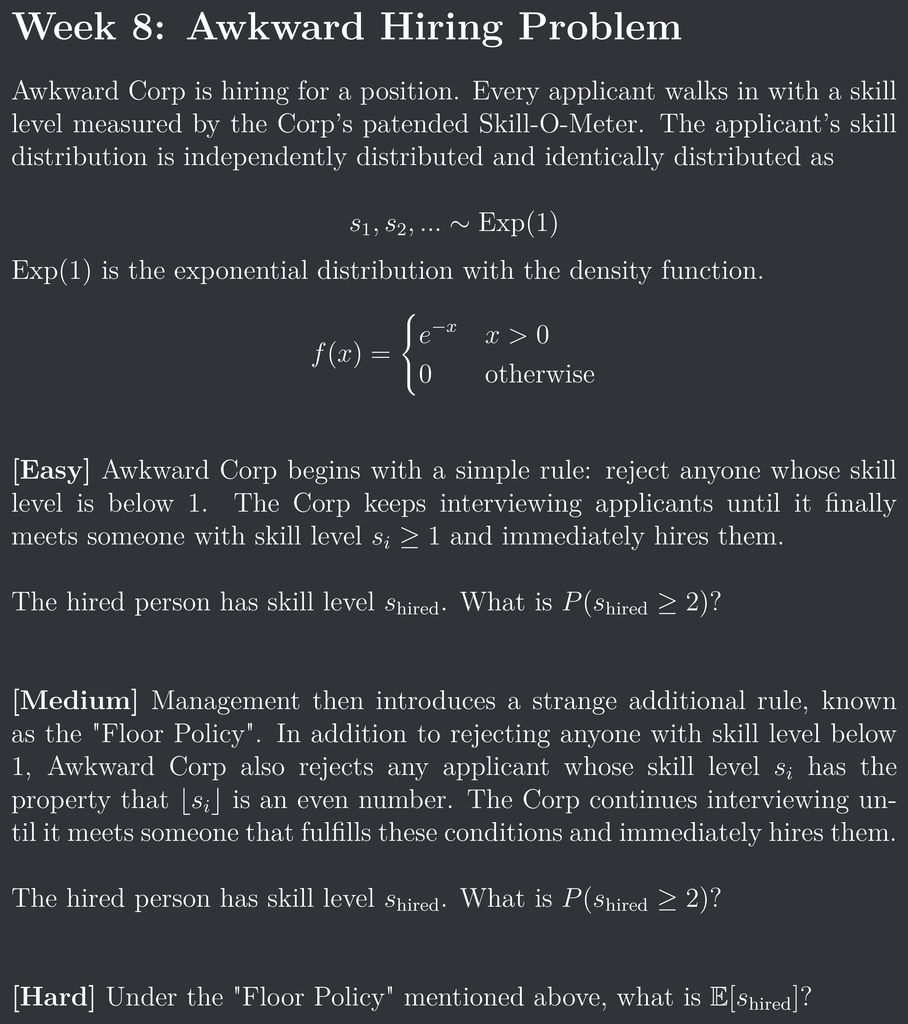 Week 8: Awkward Hiring Problem
Awkward Corp is hiring for a position. Every applicant walks in with a skill
level measured by the Corp's patented Skill-O-Meter. The applicant's skill
distribution is independently distributed and identically distributed as
s₁, s₂, ... ∼ Exp(1)
Exp(1) is the exponential distribution with the density function.
f(x) = { e^{-x} x > 0
0 otherwise
[Easy] Awkward Corp begins with a simple rule: reject anyone whose skill
level is below 1. The Corp keeps interviewing applicants until it finally
meets someone with skill level sᵢ ≥ 1 and immediately hires them.
The hired person has skill level s_hired. What is P(s_hired ≥ 2)?
[Medium] Management then introduces a strange additional rule, known
as the "Floor Policy". In addition to rejecting anyone with skill level below
1, Awkward Corp also rejects any applicant whose skill level sᵢ has the
property that ⌊sᵢ⌋ is an even number. The Corp continues interviewing un-
til it meets someone that fulfills these conditions and immediately hires them.
The hired person has skill level s_hired. What is P(s_hired ≥ 2)?
[Hard] Under the "Floor Policy" mentioned above, what is 𝔼[s_hired]?